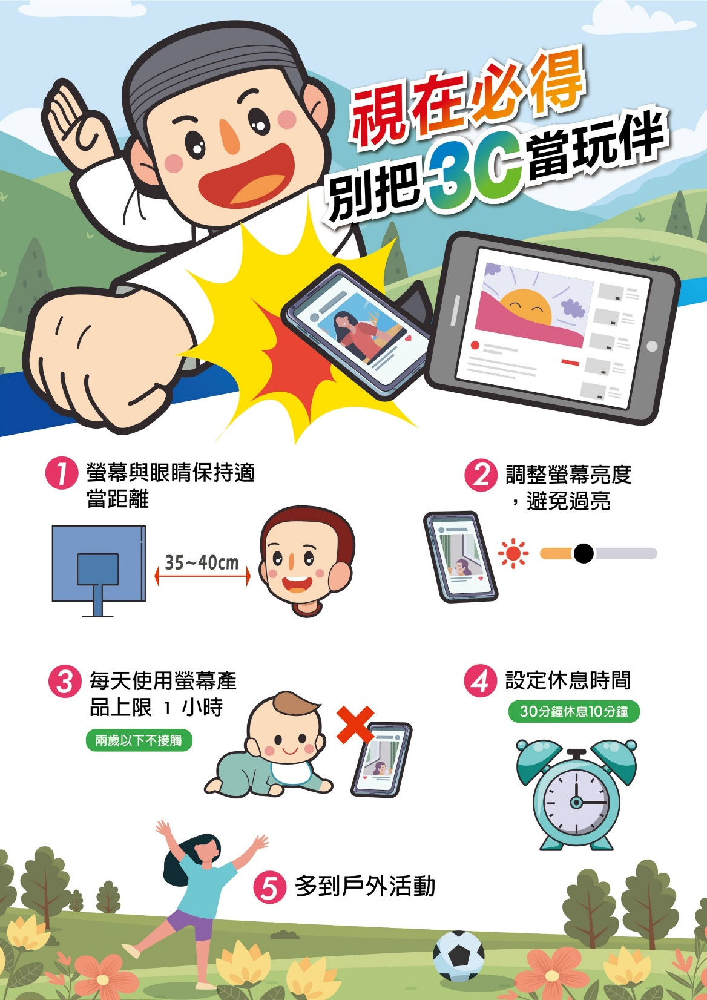 視在必得
別把3C當玩伴
1 螢幕與眼睛保持適
當距離
35~40cm
2 調整螢幕亮度
，避免過亮
3 每天使用螢幕產
品上限 1 小時
兩歲以下不接觸
4 設定休息時間
30分鐘休息10分鐘
5 多到戶外活動